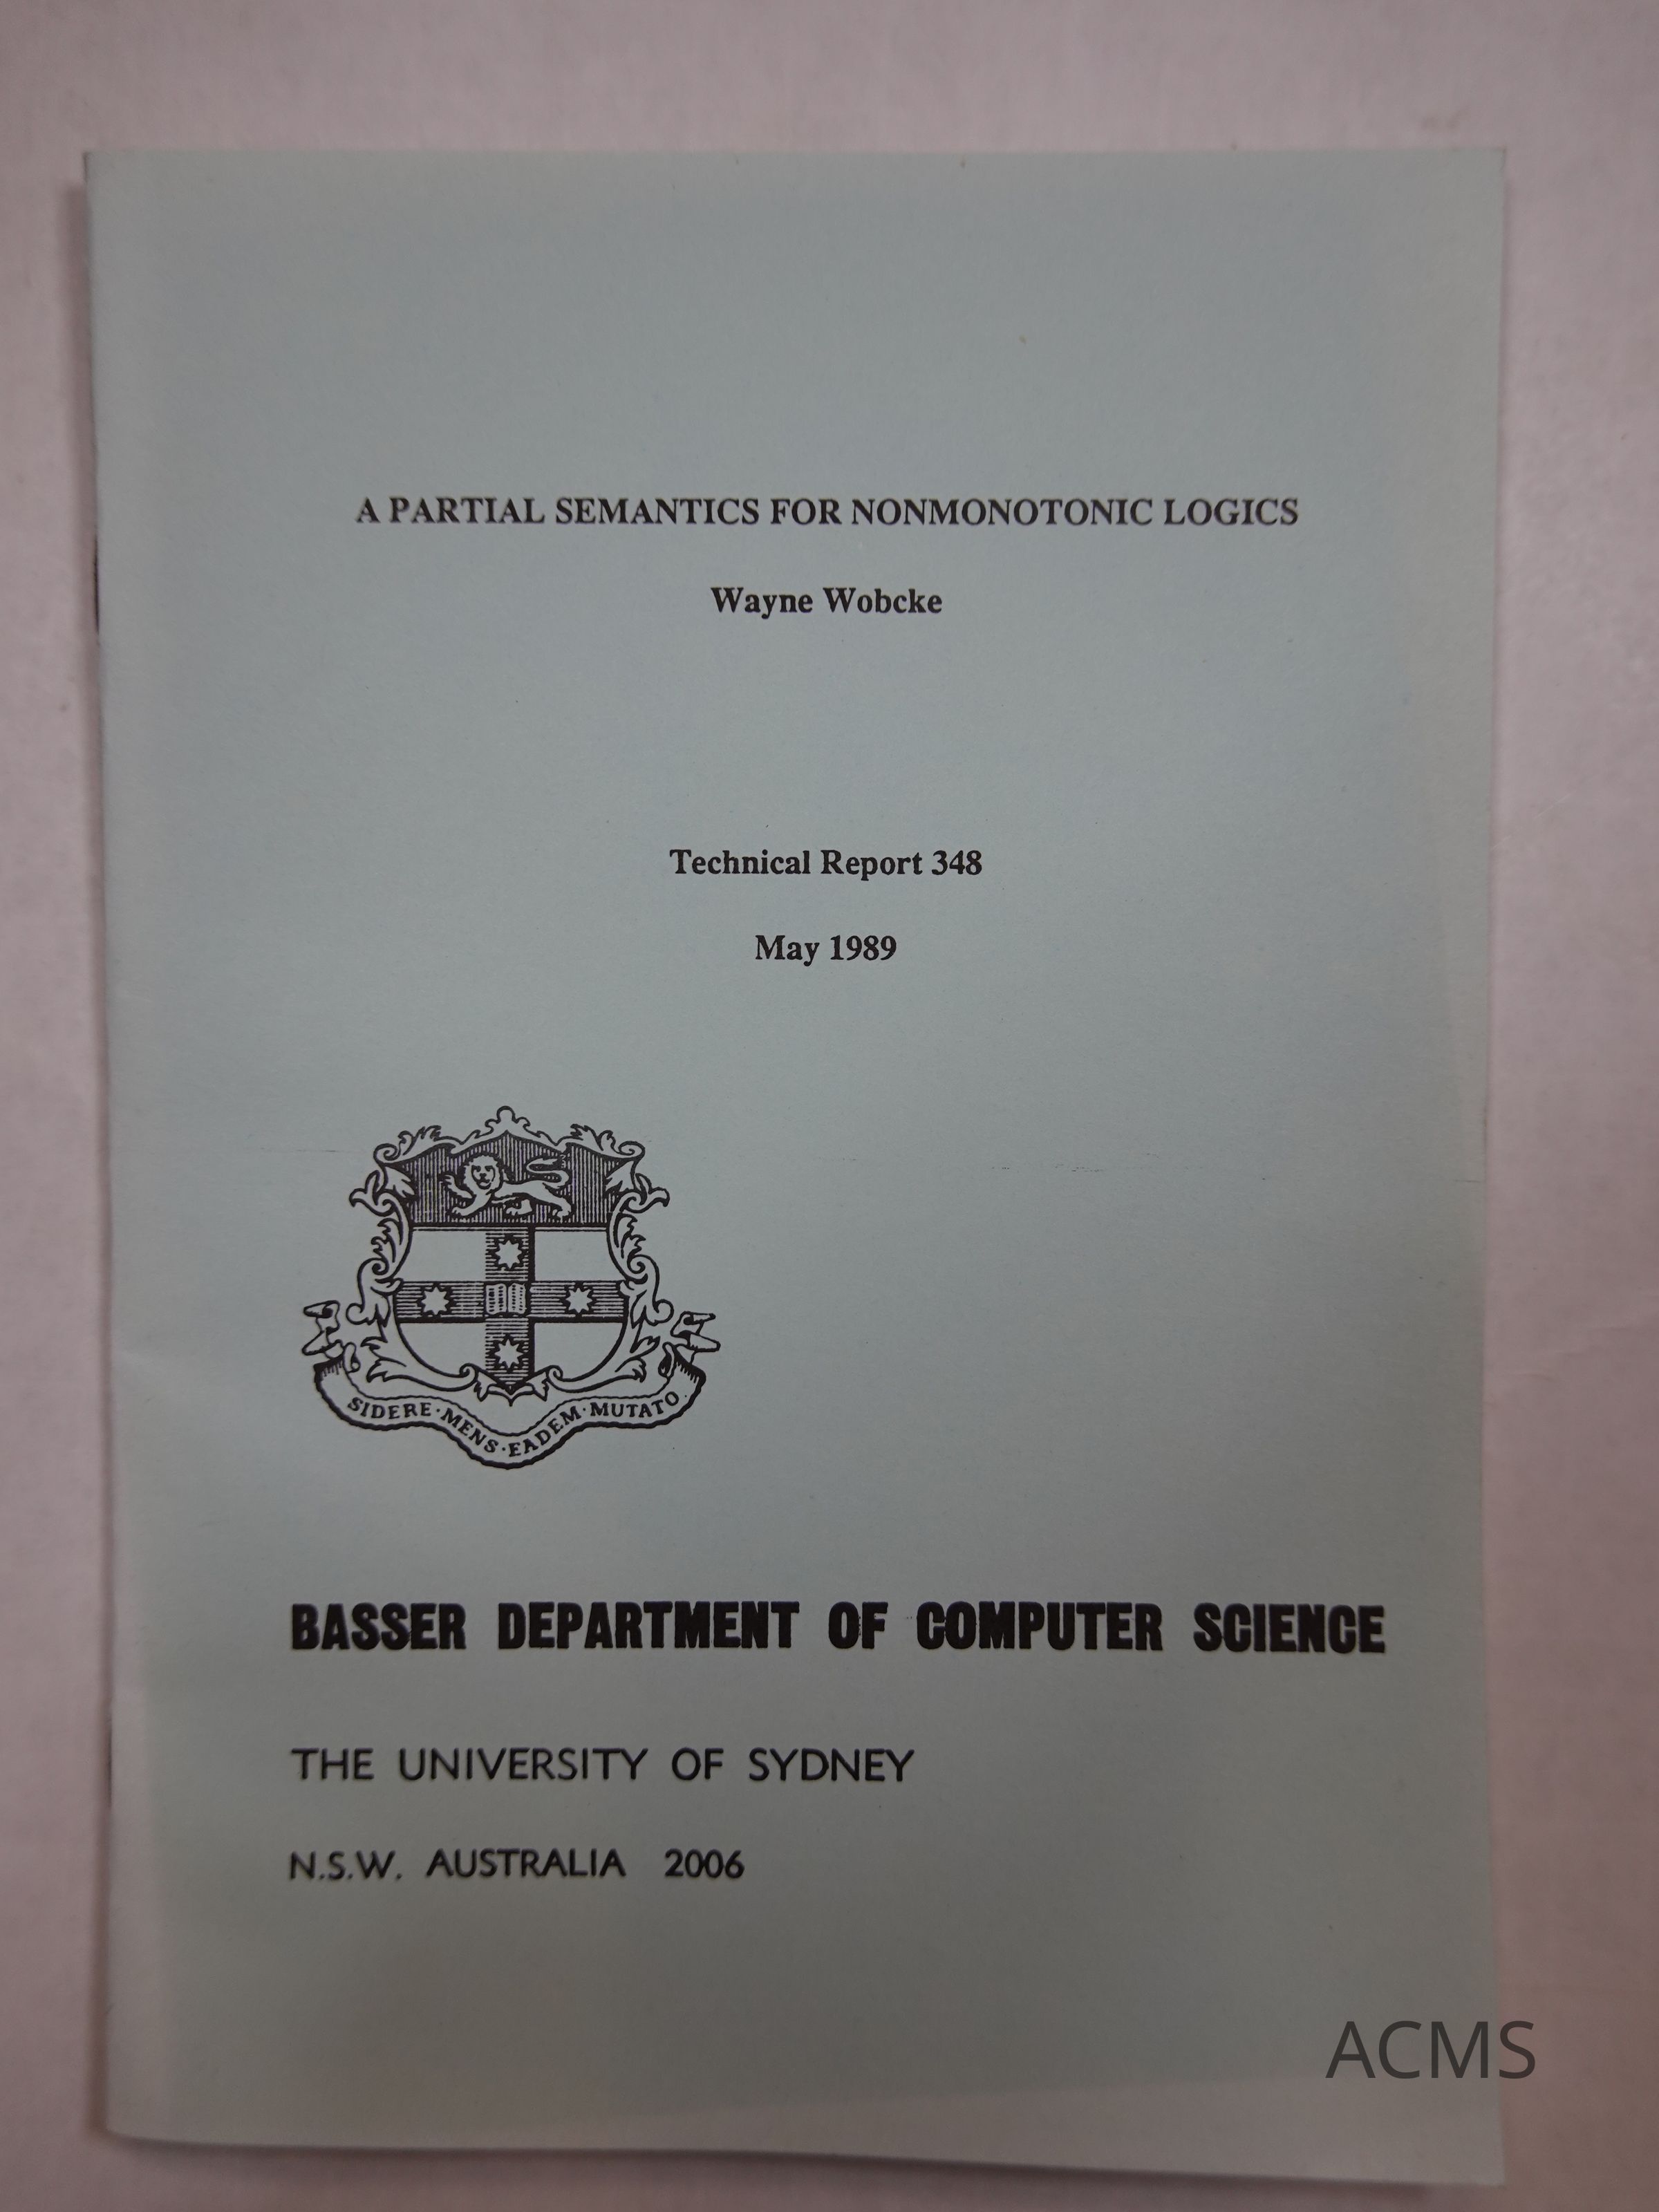 A PARTIAL SEMANTICS FOR NONMONOTONIC LOGICS
Wayne Wobcke
Technical Report 348
May 1989
SIDERE·MENS·EADEM·MUTATO
BASSER DEPARTMENT OF COMPUTER SCIENCE
THE UNIVERSITY OF SYDNEY
N.S.W. AUSTRALIA 2006
ACMS